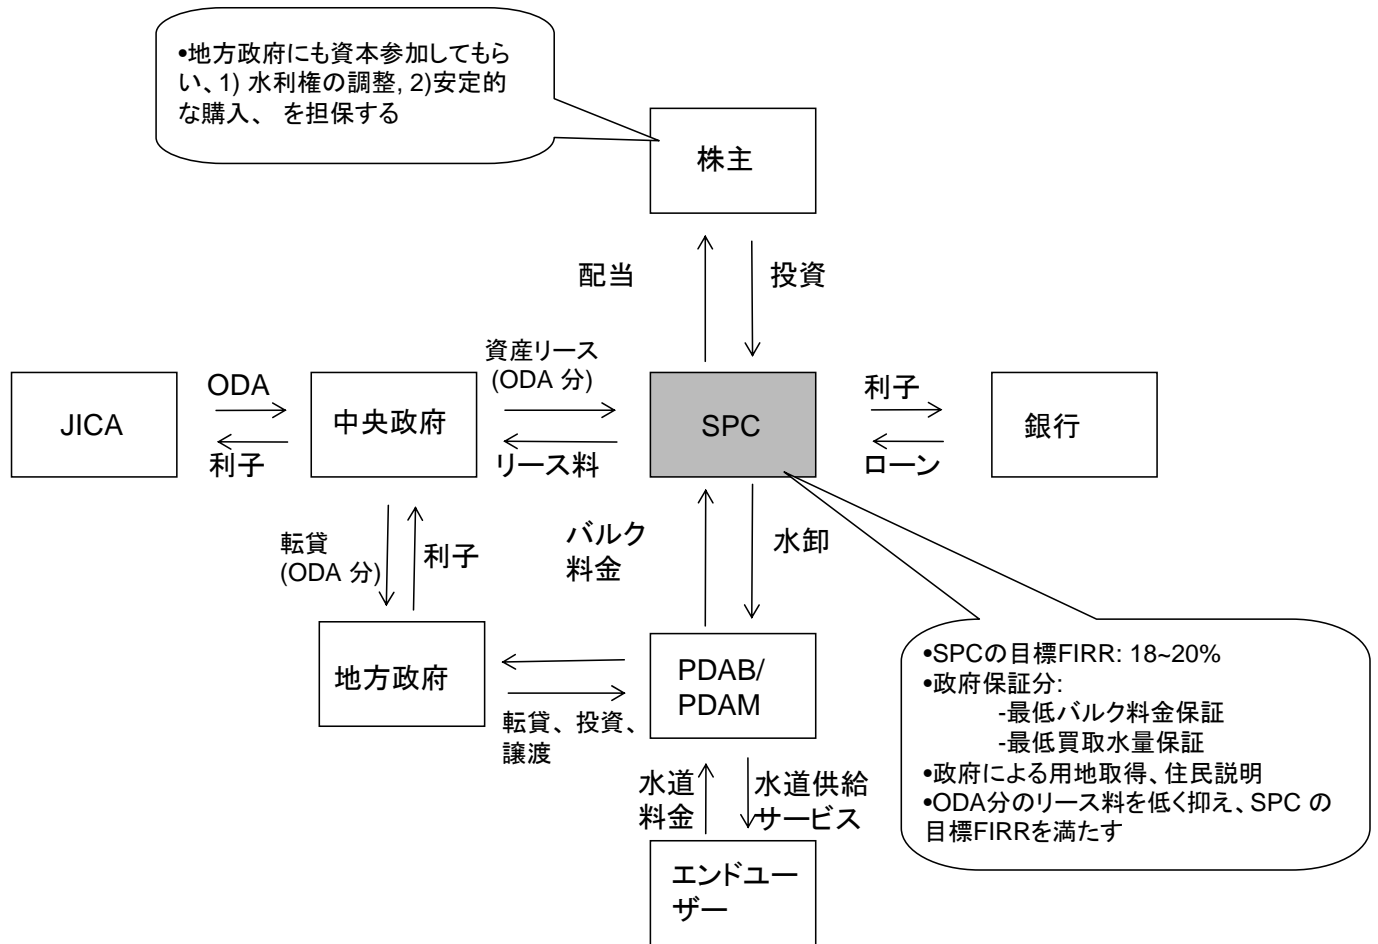 •地方政府にも資本参加してもら
い、1) 水利権の調整, 2)安定的
な購入、 を担保する
株主
配当
投資
資産リース
(ODA 分)
ODA
利子
JICA
中央政府
SPC
銀行
利子
リース料
ローン
転貸
(ODA 分)
利子
バルク
料金
水卸
地方政府
PDAB/
PDAM
転貸、投資、
譲渡
•SPCの目標FIRR: 18~20%
•政府保証分:
-最低バルク料金保証
-最低買取水量保証
•政府による用地取得、住民説明
•ODA分のリース料を低く抑え、SPC の
目標FIRRを満たす
水道
料金
水道供給
サービス
エンドユー
ザー